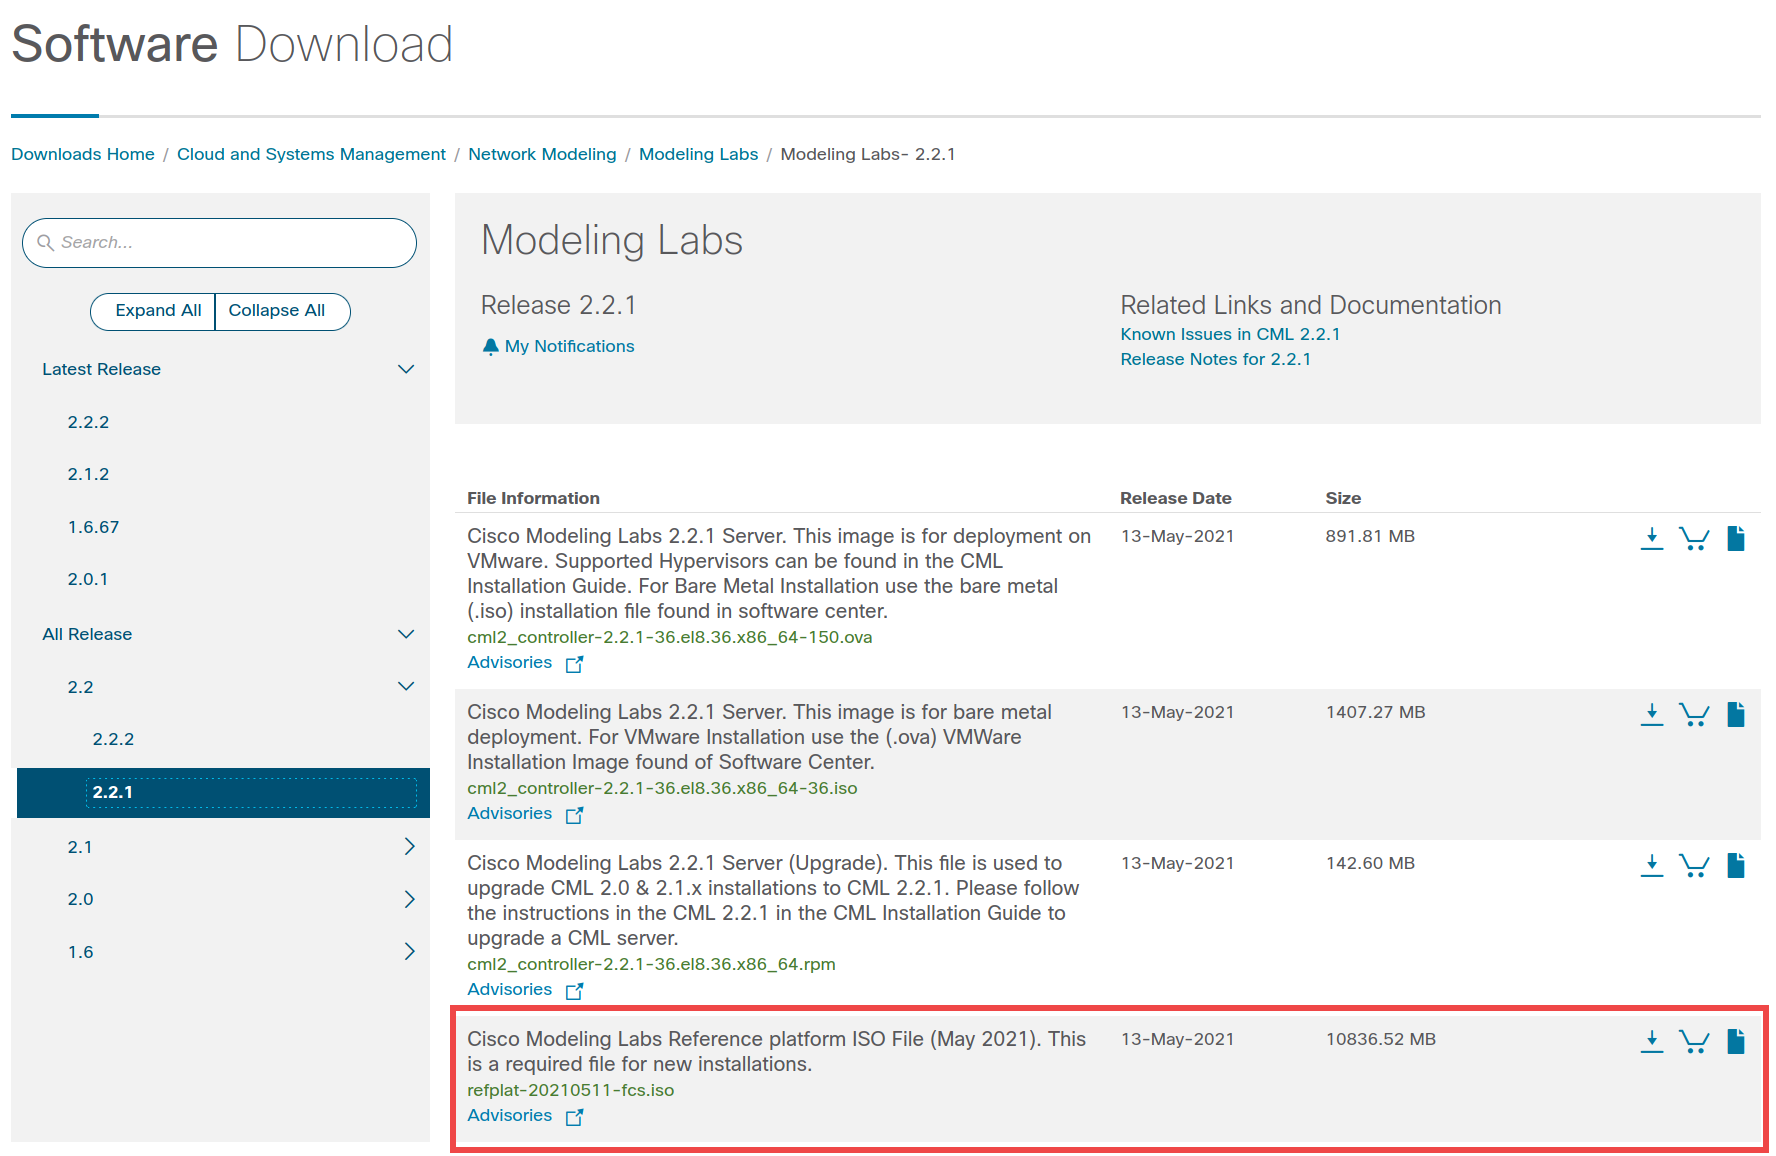 Software Download
Downloads Home / Cloud and Systems Management / Network Modeling / Modeling Labs / Modeling Labs- 2.2.1
Search...
Expand All
Collapse All
Latest Release
2.2.2
2.1.2
1.6.67
2.0.1
All Release
2.2
2.2.2
2.2.1
2.1
2.0
1.6
Modeling Labs
Release 2.2.1
My Notifications
Related Links and Documentation
Known Issues in CML 2.2.1
Release Notes for 2.2.1
File Information Release Date Size
Cisco Modeling Labs 2.2.1 Server. This image is for deployment on 13-May-2021 891.81 MB
VMware. Supported Hypervisors can be found in the CML
Installation Guide. For Bare Metal Installation use the bare metal
(.iso) installation file found in software center.
cml2_controller-2.2.1-36.el8.36.x86_64-150.ova
Advisories
Cisco Modeling Labs 2.2.1 Server. This image is for bare metal 13-May-2021 1407.27 MB
deployment. For VMware Installation use the (.ova) VMWare
Installation Image found of Software Center.
cml2_controller-2.2.1-36.el8.36.x86_64-36.iso
Advisories
Cisco Modeling Labs 2.2.1 Server (Upgrade). This file is used to 13-May-2021 142.60 MB
upgrade CML 2.0 & 2.1.x installations to CML 2.2.1. Please follow
the instructions in the CML 2.2.1 in the CML Installation Guide to
upgrade a CML server.
cml2_controller-2.2.1-36.el8.36.x86_64.rpm
Advisories
Cisco Modeling Labs Reference platform ISO File (May 2021). This 13-May-2021 10836.52 MB
is a required file for new installations.
refplat-20210511-fcs.iso
Advisories